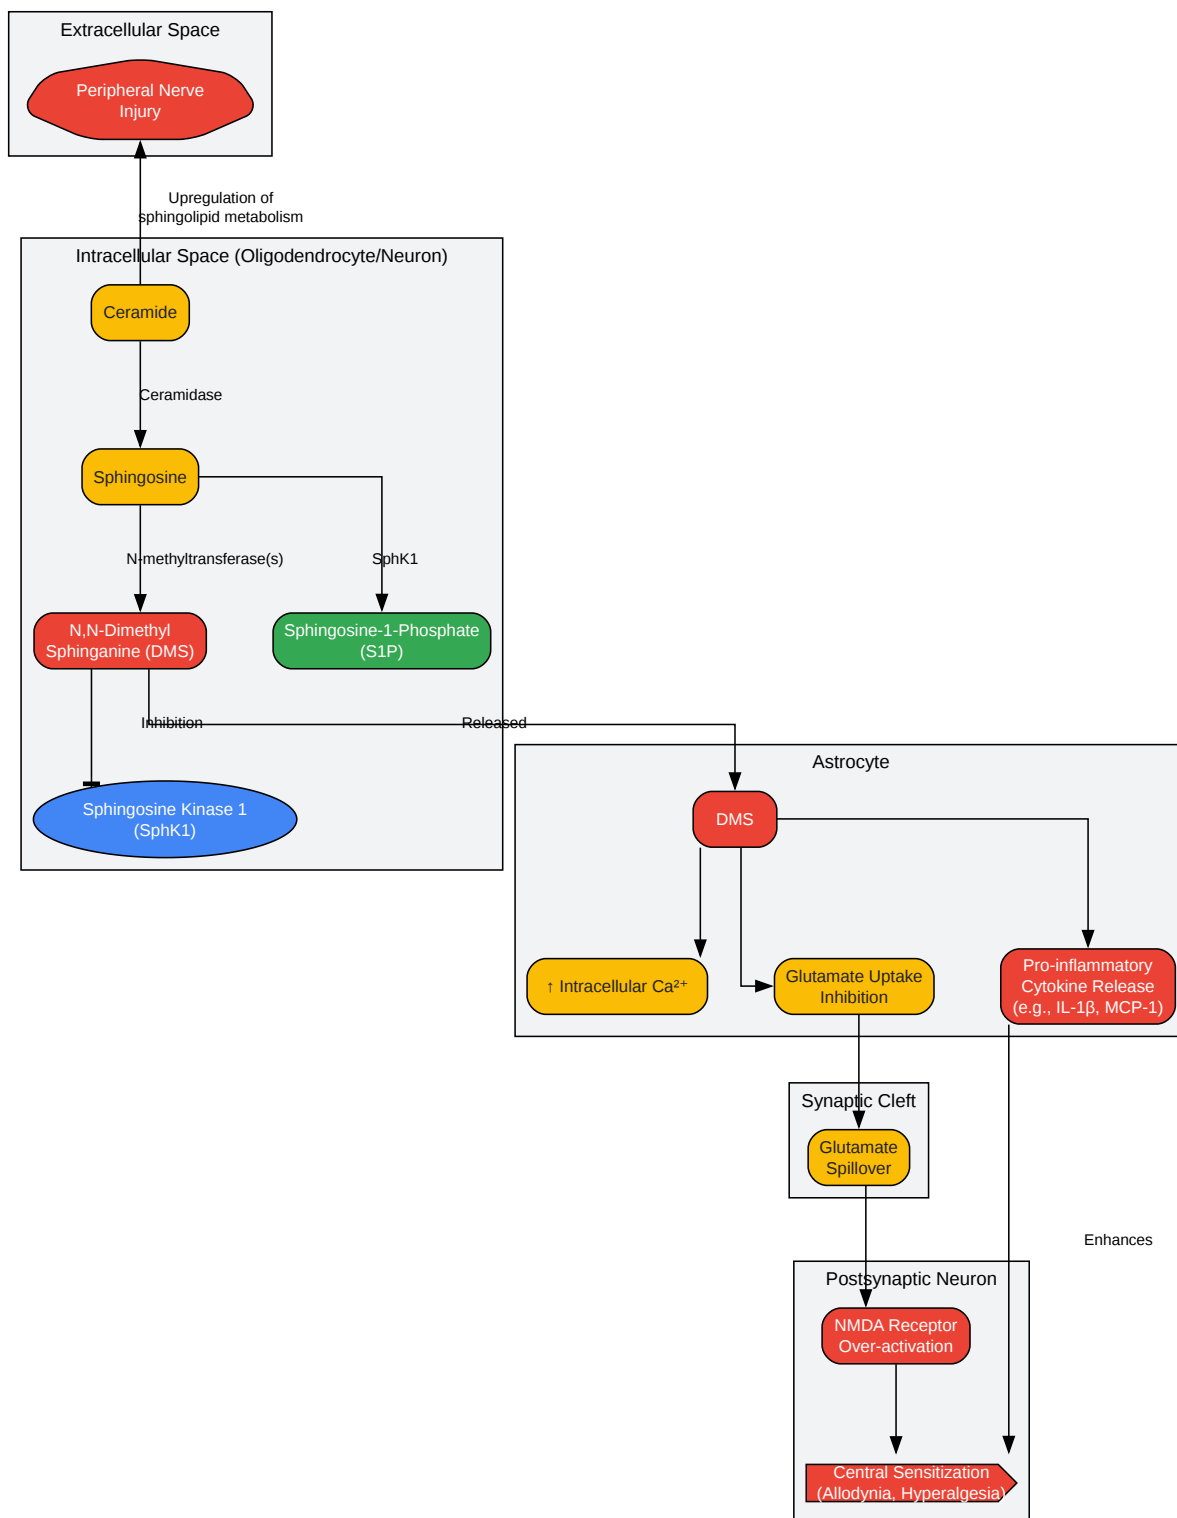 Extracellular Space
Peripheral Nerve
Injury
Upregulation of
sphingolipid metabolism
Intracellular Space (Oligodendrocyte/Neuron)
Ceramide
Ceramidase
Sphingosine
N-methyltransferase(s)
SphK1
N,N-Dimethyl
Sphinganine (DMS)
Sphingosine-1-Phosphate
(S1P)
Inhibition
Released
Sphingosine Kinase 1
(SphK1)
Astrocyte
DMS
↑ Intracellular Ca²⁺
Glutamate Uptake
Inhibition
Pro-inflammatory
Cytokine Release
(e.g., IL-1β, MCP-1)
Synaptic Cleft
Glutamate
Spillover
Enhances
Postsynaptic Neuron
NMDA Receptor
Over-activation
Central Sensitization
(Allodynia, Hyperalgesia)